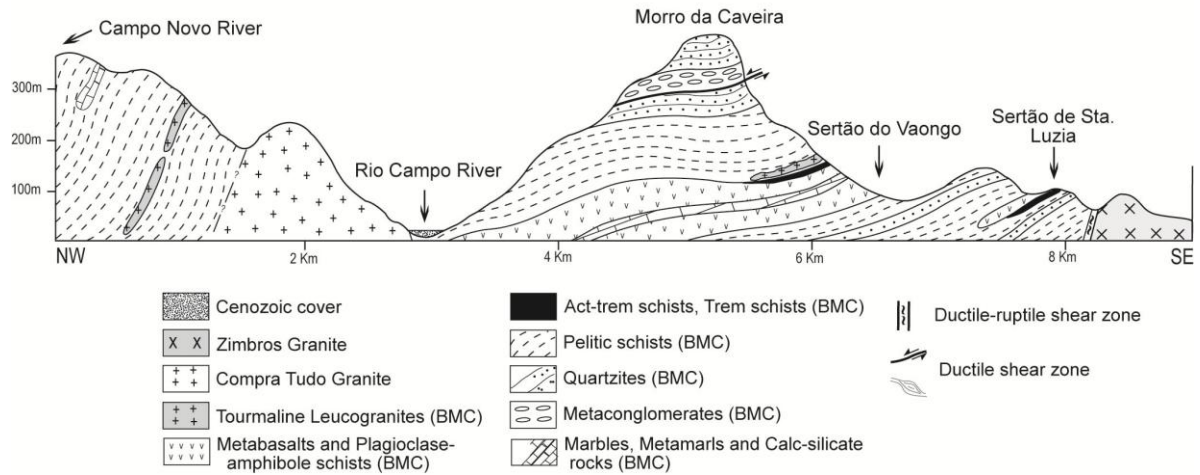 Campo Novo River
Morro da Caveira
Sertão do Vaongo
Sertão de Sta.
Luzia
Rio Campo River
300m
200m
100m
?
?
NW
2 Km
4 Km
6 Km
8 Km
SE
Cenozoic cover
Zimbros Granite
Compra Tudo Granite
Tourmaline Leucogranites (BMC)
Metabasalts and Plagioclase-
amphibole schists (BMC)
Act-trem schists, Trem schists (BMC)
Pelitic schists (BMC)
Quartzites (BMC)
Metaconglomerates (BMC)
Marbles, Metamarls and Calc-silicate
rocks (BMC)
Ductile-ruptile shear zone
Ductile shear zone